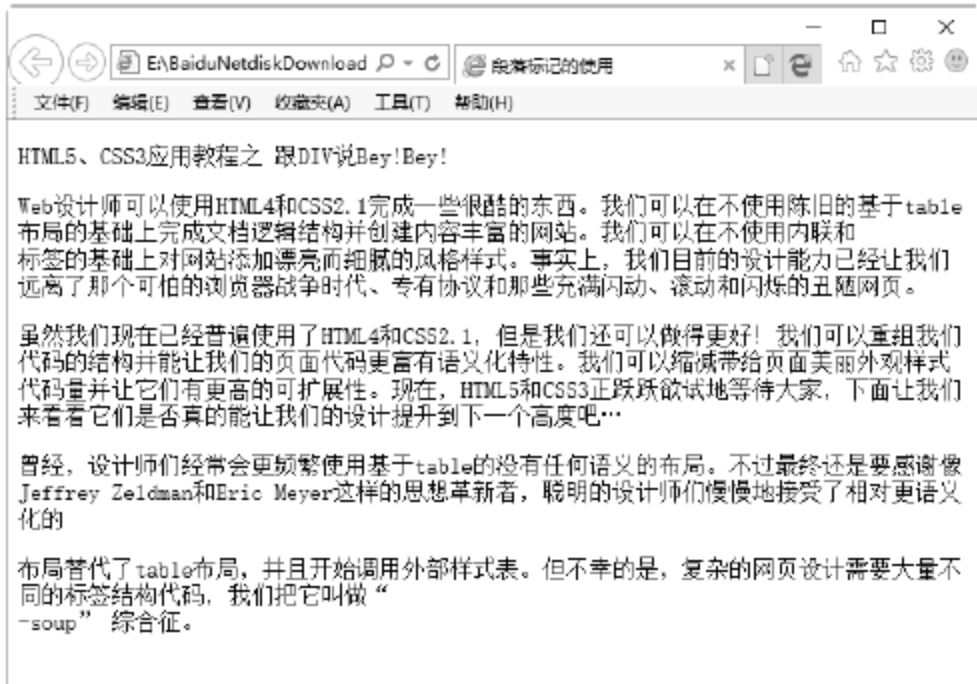 E:\BaiduNetdiskDownload
段落标记的使用
文件(F) 编辑(E) 查看(V) 收藏夹(A) 工具(T) 帮助(H)
HTML5、CSS3应用教程之 跟DIV说Bey!Bey!
Web设计师可以使用HTML4和CSS2.1完成一些很酷的东西。我们可以在不使用陈旧的基于table
布局的基础上完成文档逻辑结构并创建内容丰富的网站。我们可以在不使用内联和
标签的基础上对网站添加漂亮而细腻的风格样式。事实上，我们目前的设计能力已经让我们
远离了那个可怕的浏览器战争时代、专有协议和那些充满闪动、滚动和闪烁的丑陋网页。
虽然我们现在已经普遍使用了HTML4和CSS2.1，但是我们还可以做得更好！我们可以重组我们
代码的结构并能让我们的页面代码更富有语义化特性。我们可以缩减带给页面美丽外观样式
代码量并让它们有更高的可扩展性。现在，HTML5和CSS3正跃跃欲试地等待大家，下面让我们
来看看它们是否真的能让我们的设计提升到下一个高度吧…
曾经，设计师们经常会更频繁使用基于table的没有任何语义的布局。不过最终还是要感谢像
Jeffrey Zeldman和Eric Meyer这样的思想革新者，聪明的设计师们慢慢地接受了相对更语义
化的
布局替代了table布局，并且开始调用外部样式表。但不幸的是，复杂的网页设计需要大量不
同的标签结构代码，我们把它叫做“
-soup” 综合征。